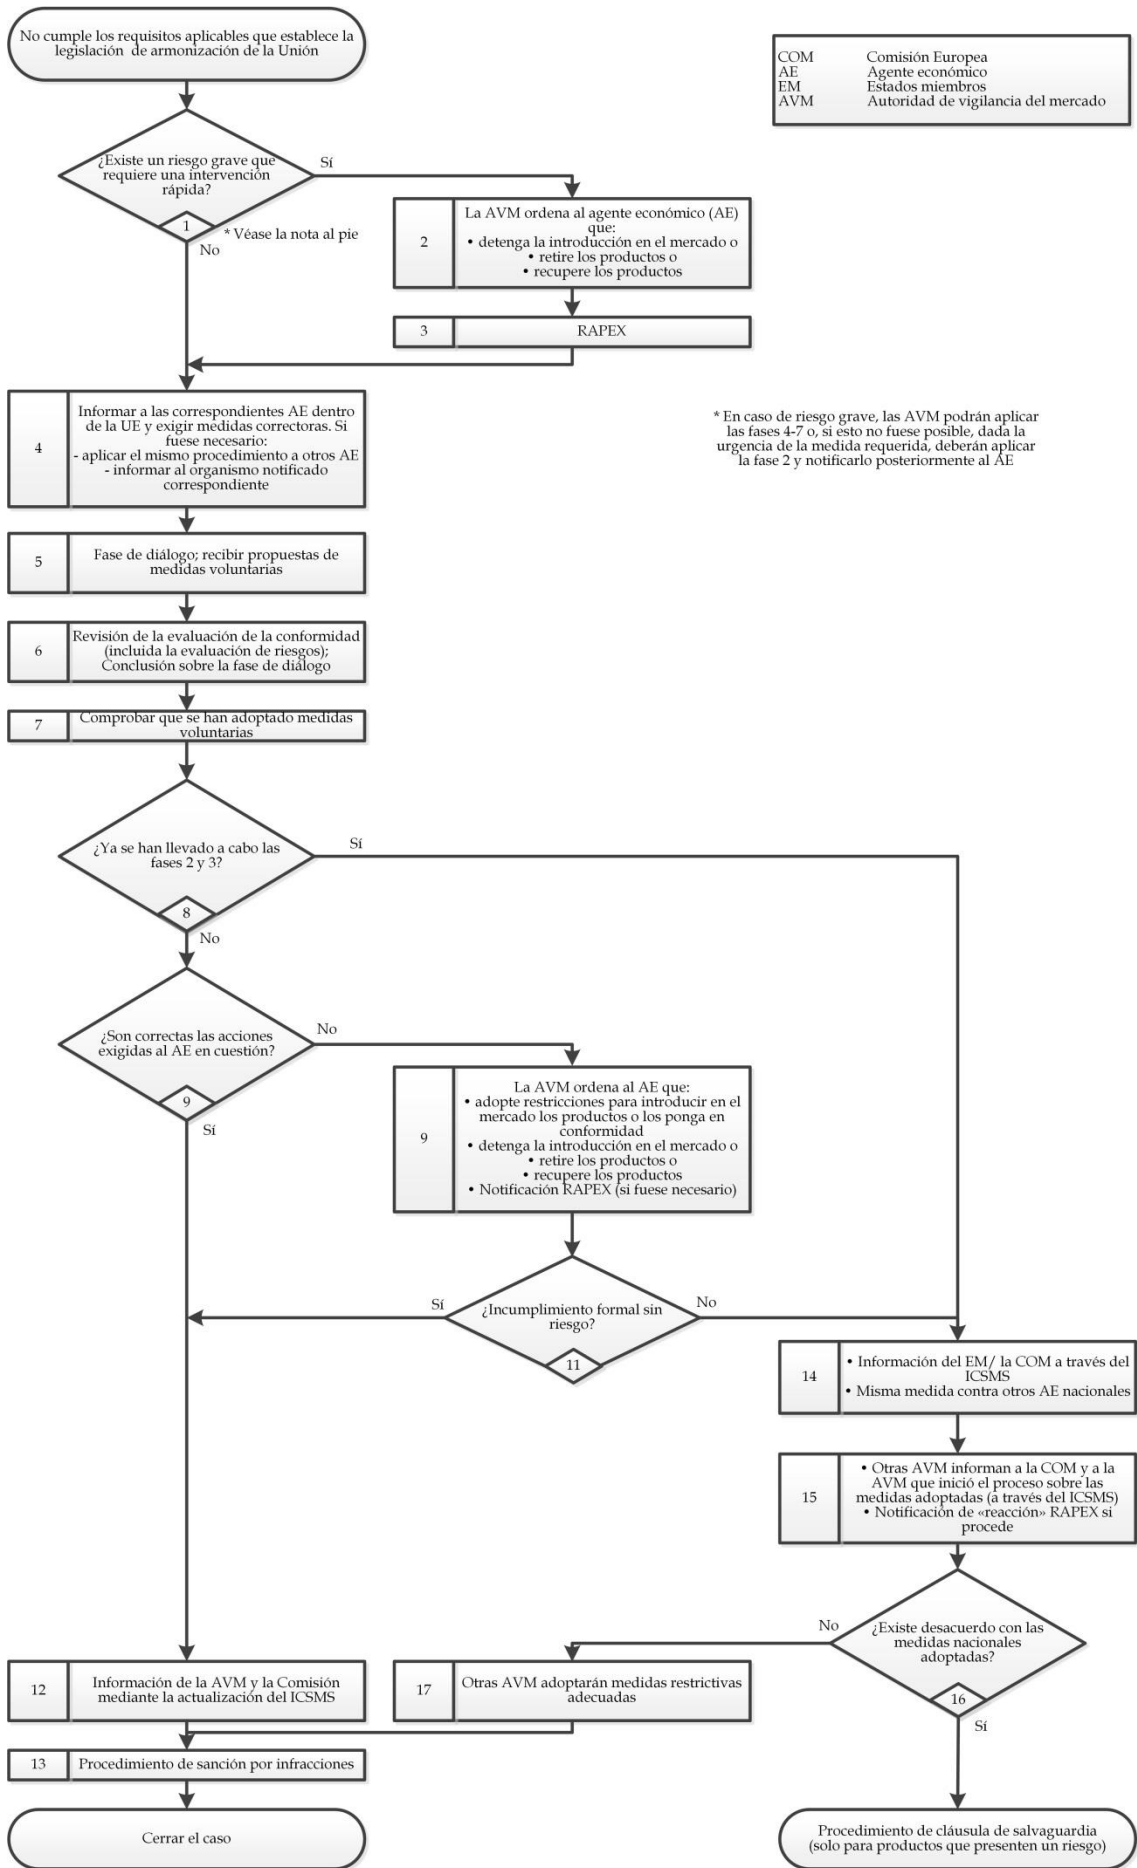 No cumple los requisitos aplicables que establece la
legislación de armonización de la Unión
COM Comisión Europea
AE Agente económico
EM Estados miembros
AVM Autoridad de vigilancia del mercado
¿Existe un riesgo grave que
requiere una intervención
rápida?
1
Sí
* Véase la nota al pie
No
2
La AVM ordena al agente económico (AE)
que:
• detenga la introducción en el mercado o
• retire los productos o
• recupere los productos
3
RAPEX
4
Informar a las correspondientes AE dentro
de la UE y exigir medidas correctoras. Si
fuese necesario:
- aplicar el mismo procedimiento a otros AE
- informar al organismo notificado
correspondiente
* En caso de riesgo grave, las AVM podrán aplicar
las fases 4-7 o, si esto no fuese posible, dada la
urgencia de la medida requerida, deberán aplicar
la fase 2 y notificarlo posteriormente al AE
5
Fase de diálogo; recibir propuestas de
medidas voluntarias
6
Revisión de la evaluación de la conformidad
(incluida la evaluación de riesgos);
Conclusión sobre la fase de diálogo
7
Comprobar que se han adoptado medidas
voluntarias
¿Ya se han llevado a cabo las
fases 2 y 3?
8
Sí
No
¿Son correctas las acciones
exigidas al AE en cuestión?
9
No
Sí
9
La AVM ordena al AE que:
• adopte restricciones para introducir en el
mercado los productos o los ponga en
conformidad
• detenga la introducción en el mercado o
• retire los productos o
• recupere los productos
• Notificación RAPEX (si fuese necesario)
Sí
¿Incumplimiento formal sin
riesgo?
11
No
14
• Información del EM/ la COM a través del
ICSMS
• Misma medida contra otros AE nacionales
15
• Otras AVM informan a la COM y a la
AVM que inició el proceso sobre las
medidas adoptadas (a través del ICSMS)
• Notificación de «reacción» RAPEX si
procede
No
¿Existe desacuerdo con las
medidas nacionales
adoptadas?
16
Sí
12
Información de la AVM y la Comisión
mediante la actualización del ICSMS
17
Otras AVM adoptarán medidas restrictivas
adecuadas
13
Procedimiento de sanción por infracciones
Cerrar el caso
Procedimiento de cláusula de salvaguardia
(solo para productos que presenten un riesgo)